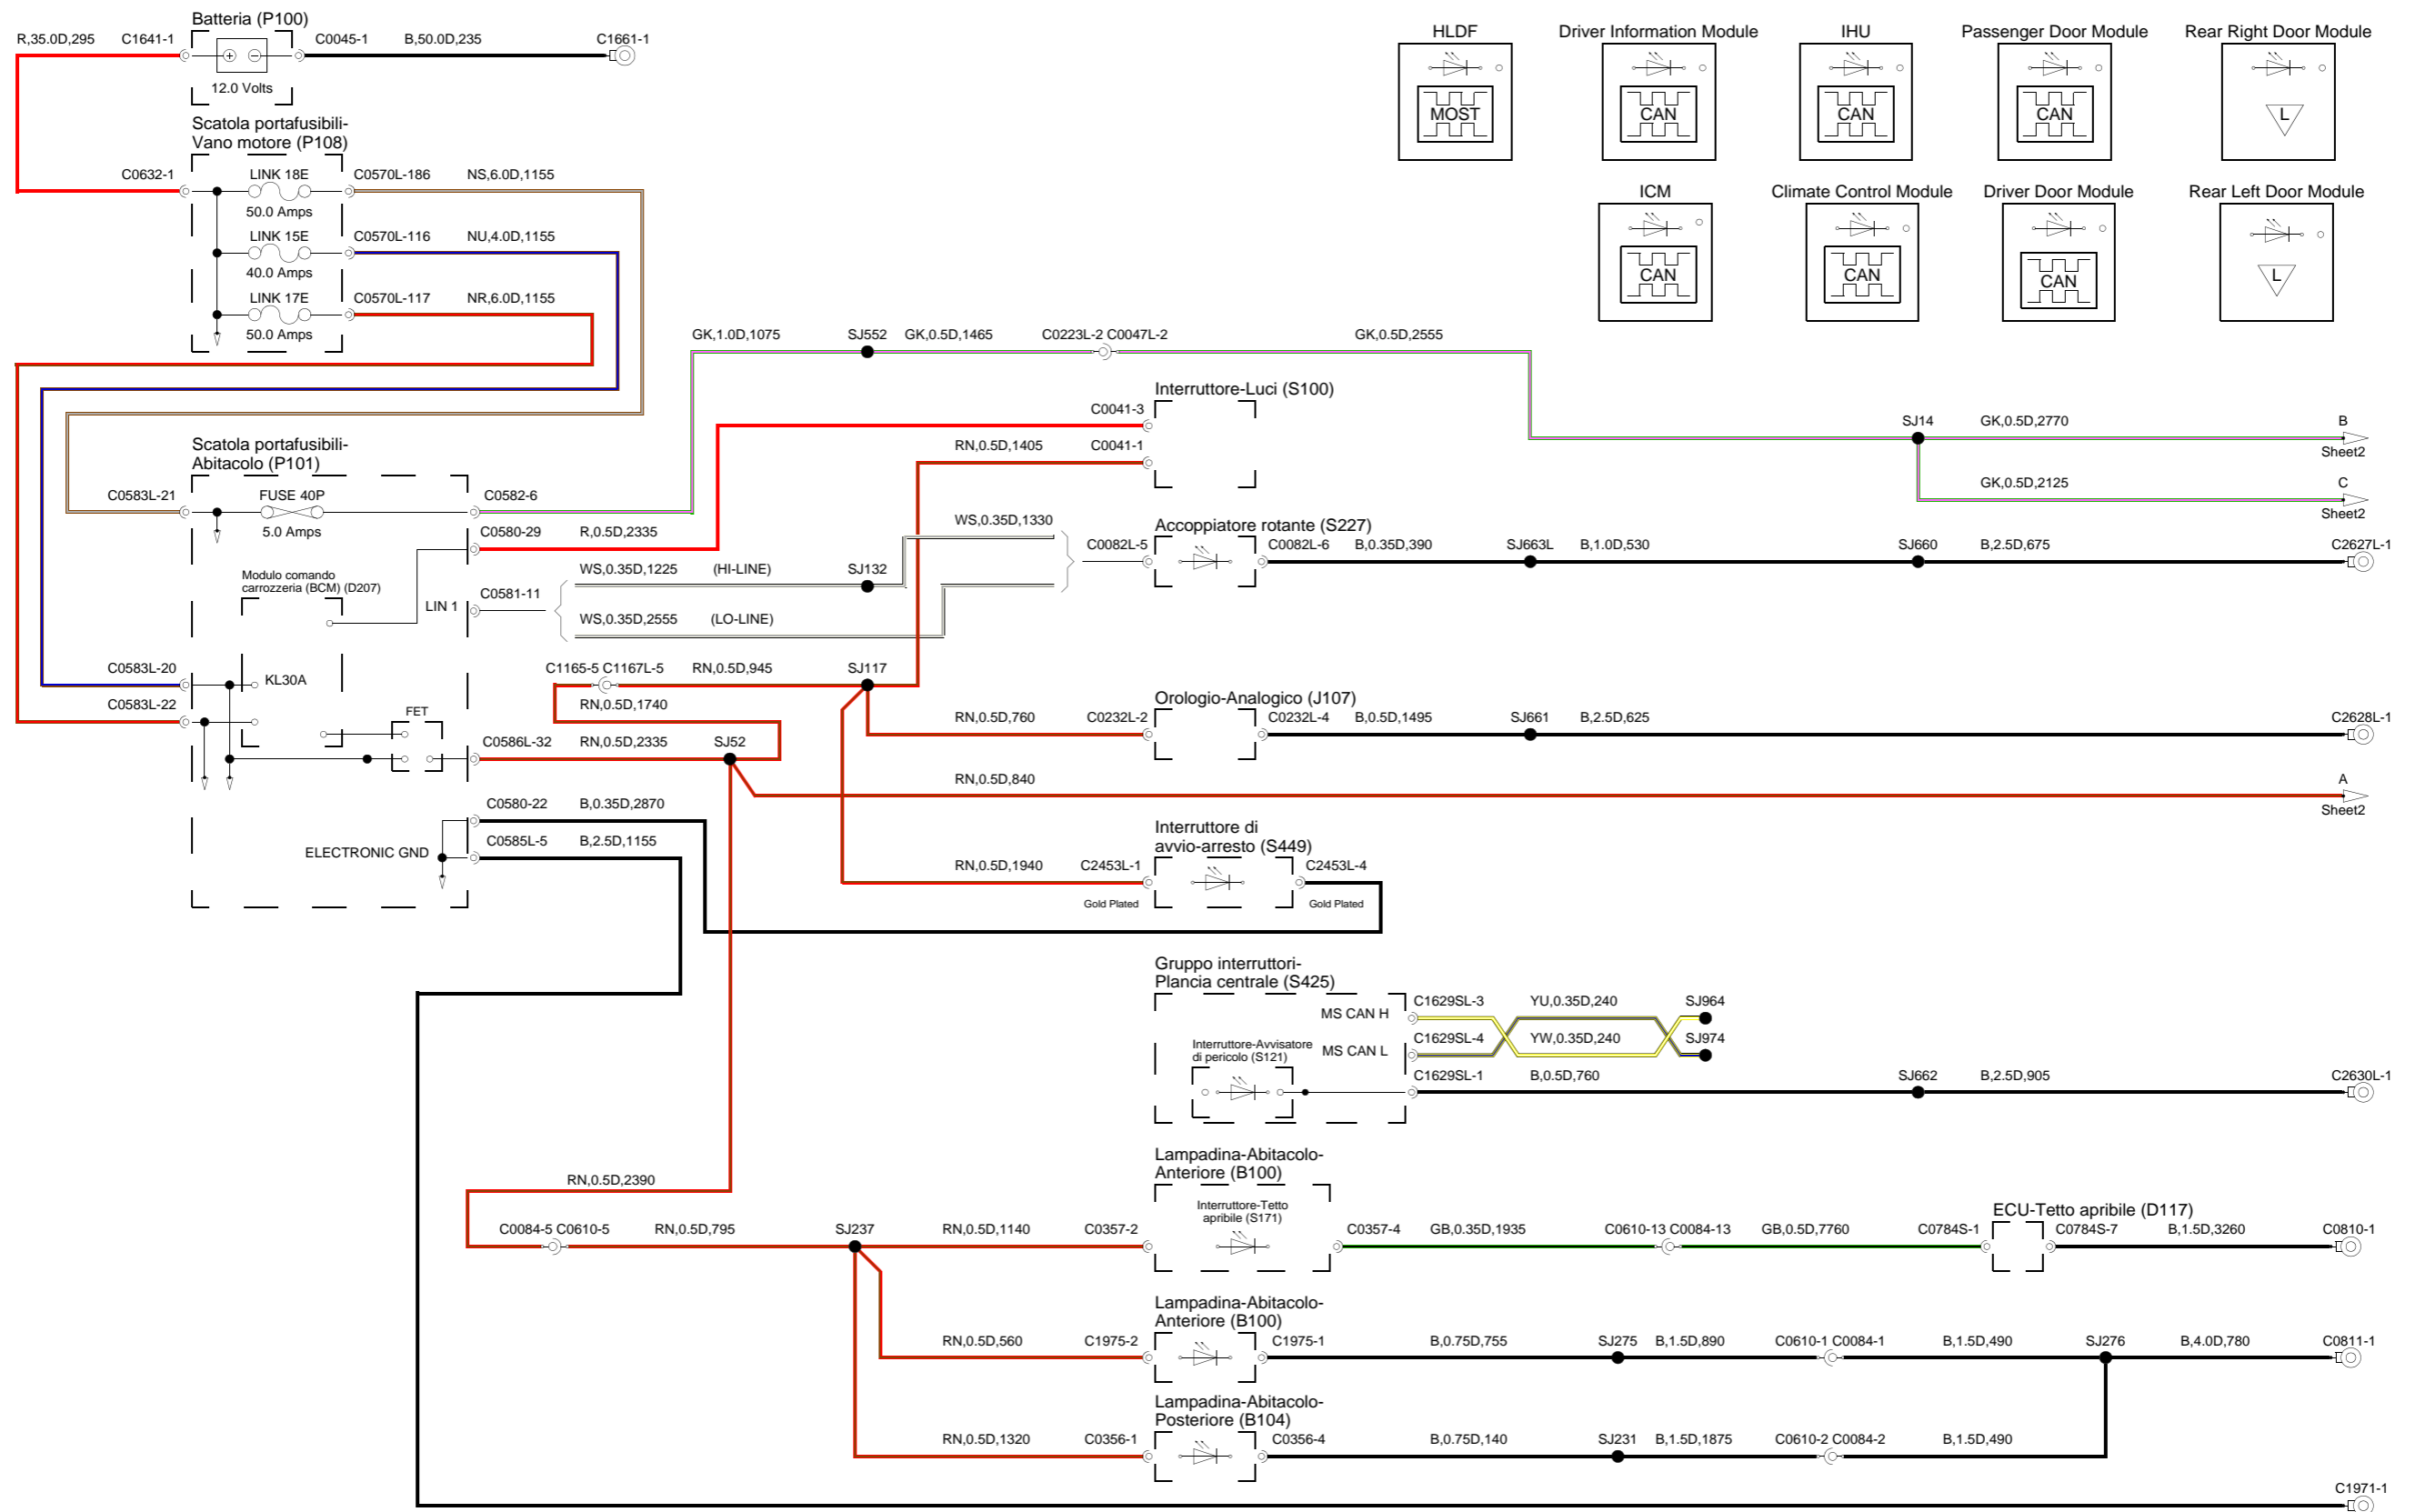 Batteria (P100)
R,35.0D,295
C1641-1
C0045-1
B,50.0D,235
C1661-1
12.0 Volts
HLDF
Driver Information Module
IHU
Passenger Door Module
Rear Right Door Module
MOST
CAN
CAN
CAN
L
Scatola portafusibili-
Vano motore (P108)
C0632-1
LINK 18E
C0570L-186
NS,6.0D,1155
50.0 Amps
LINK 15E
C0570L-116
NU,4.0D,1155
40.0 Amps
LINK 17E
C0570L-117
NR,6.0D,1155
50.0 Amps
ICM
Climate Control Module
Driver Door Module
Rear Left Door Module
CAN
CAN
CAN
L
GK,1.0D,1075
SJ552
GK,0.5D,1465
C0223L-2 C0047L-2
GK,0.5D,2555
Interruttore-Luci (S100)
C0041-3
RN,0.5D,1405
C0041-1
SJ14
GK,0.5D,2770
B
Sheet2
GK,0.5D,2125
C
Sheet2
Scatola portafusibili-
Abitacolo (P101)
C0583L-21
FUSE 40P
C0582-6
5.0 Amps
C0580-29
R,0.5D,2335
WS,0.35D,1330
Accoppiatore rotante (S227)
C0082L-5
C0082L-6
B,0.35D,390
SJ663L
B,1.0D,530
SJ660
B,2.5D,675
C2627L-1
Modulo comando
carrozzeria (BCM) (D207)
LIN 1
C0581-11
WS,0.35D,1225
(HI-LINE)
SJ132
WS,0.35D,2555
(LO-LINE)
C0583L-20
KL30A
C1165-5 C1167L-5
RN,0.5D,945
SJ117
RN,0.5D,1740
C0583L-22
FET
C0586L-32
RN,0.5D,2335
SJ52
Orologio-Analogico (J107)
RN,0.5D,760
C0232L-2
C0232L-4
B,0.5D,1495
SJ661
B,2.5D,625
C2628L-1
RN,0.5D,840
A
Sheet2
C0580-22
B,0.35D,2870
C0585L-5
B,2.5D,1155
ELECTRONIC GND
Interruttore di
avvio-arresto (S449)
RN,0.5D,1940
C2453L-1
C2453L-4
Gold Plated
Gold Plated
Gruppo interruttori-
Plancia centrale (S425)
MS CAN H
C1629SL-3
YU,0.35D,240
SJ964
Interruttore-Avvisatore
di pericolo (S121)
MS CAN L
C1629SL-4
YW,0.35D,240
SJ974
C1629SL-1
B,0.5D,760
SJ662
B,2.5D,905
C2630L-1
Lampadina-Abitacolo-
Anteriore (B100)
RN,0.5D,2390
Interruttore-Tetto
apribile (S171)
C0084-5 C0610-5
RN,0.5D,795
SJ237
RN,0.5D,1140
C0357-2
C0357-4
GB,0.35D,1935
C0610-13 C0084-13
GB,0.5D,7760
C0784S-1
ECU-Tetto apribile (D117)
C0784S-7
B,1.5D,3260
C0810-1
Lampadina-Abitacolo-
Anteriore (B100)
RN,0.5D,560
C1975-2
C1975-1
B,0.75D,755
SJ275
B,1.5D,890
C0610-1 C0084-1
B,1.5D,490
SJ276
B,4.0D,780
C0811-1
Lampadina-Abitacolo-
Posteriore (B104)
RN,0.5D,1320
C0356-1
C0356-4
B,0.75D,140
SJ231
B,1.5D,1875
C0610-2 C0084-2
B,1.5D,490
C1971-1